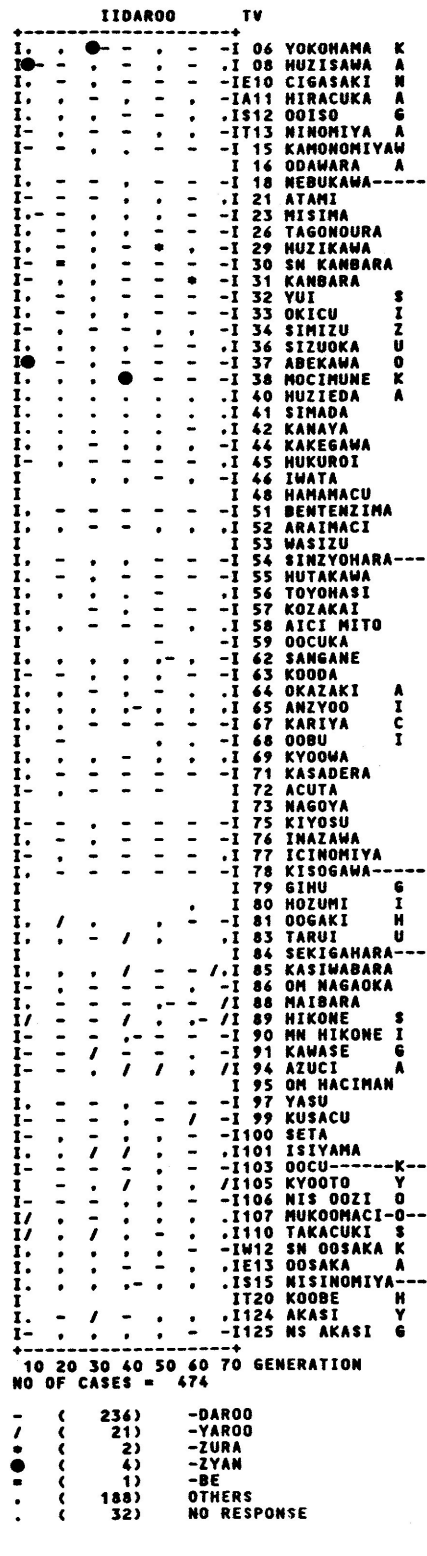 IIDAROO TV
06 YOKOHAMA K
08 HUZISAWA A
E10 CIGASAKI N
A11 HIRACUKA A
S12 OOISO G
T13 NINOMIYA A
15 KAMONOMIYAW
16 ODAWARA A
18 NEBUKAWA-----
21 ATAMI
23 MISIMA
26 TAGONOURA
29 HUZIKAWA
30 SN KANBARA
31 KANBARA
32 YUI S
33 OKICU I
34 SIMIZU Z
36 SIZUOKA U
37 ABEKAWA O
38 MOCIMUNE K
40 HUZIEDA A
41 SIMADA
42 KANAYA
44 KAKEGAWA
45 HUKUROI
46 IWATA
48 HAMAMACU
51 BENTENZIMA
52 ARAIMACI
53 WASIZU
54 SINZYOHARA---
55 HUTAKAWA
56 TOYOHASI
57 KOZAKAI
58 AICI MITO
59 OOCUKA
62 SANGANE
63 KOODA
64 OKAZAKI A
65 ANZYOO I
67 KARIYA C
68 OOBU I
69 KYOOWA
71 KASADERA
72 ACUTA
73 NAGOYA
75 KIYOSU
76 INAZAWA
77 ICINOMIYA
78 KISOGAWA-----
79 GIHU G
80 HOZUMI I
81 OOGAKI H
83 TARUI U
84 SEKIGAHARA---
85 KASIWABARA
86 OM NAGAOKA
88 MAIBARA
89 HIKONE S
90 MN HIKONE I
91 KAWASE G
94 AZUCI A
95 OM HACIMAN
97 YASU
99 KUSACU
100 SETA
101 ISIYAMA
103 OOCU------K--
105 KYOOTO Y
106 NIS OOZI O
107 MUKOOMACI-O--
110 TAKACUKI S
W12 SN OOSAKA K
E13 OOSAKA A
S15 NISINOMIYA---
T20 KOOBE H
124 AKASI Y
125 NS AKASI G
10 20 30 40 50 60 70 GENERATION
NO OF CASES = 474
- ( 236) -DAROO
/ ( 21) -YAROO
* ( 2) -ZURA
● ( 4) -ZYAN
= ( 1) -BE
, ( 188) OTHERS
. ( 32) NO RESPONSE